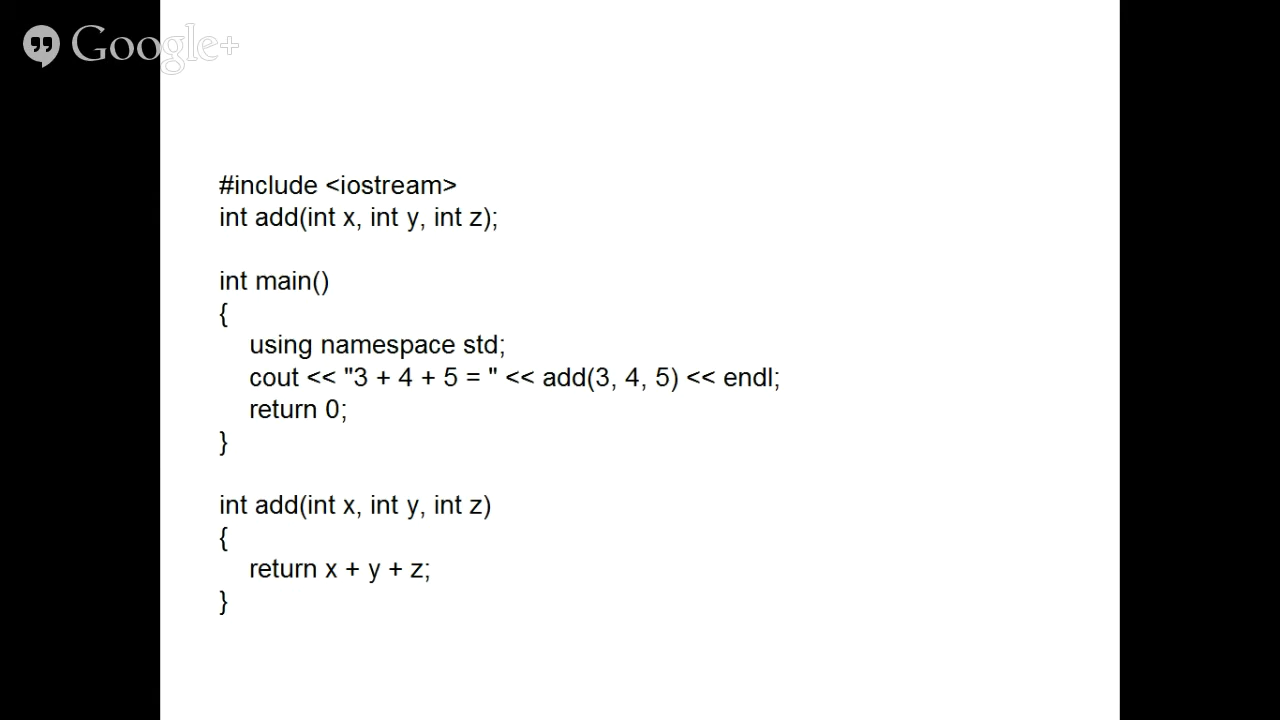 Google+
#include <iostream>
int add(int x, int y, int z);
int main()
{
using namespace std;
cout << "3 + 4 + 5 = " << add(3, 4, 5) << endl;
return 0;
}
int add(int x, int y, int z)
{
return x + y + z;
}